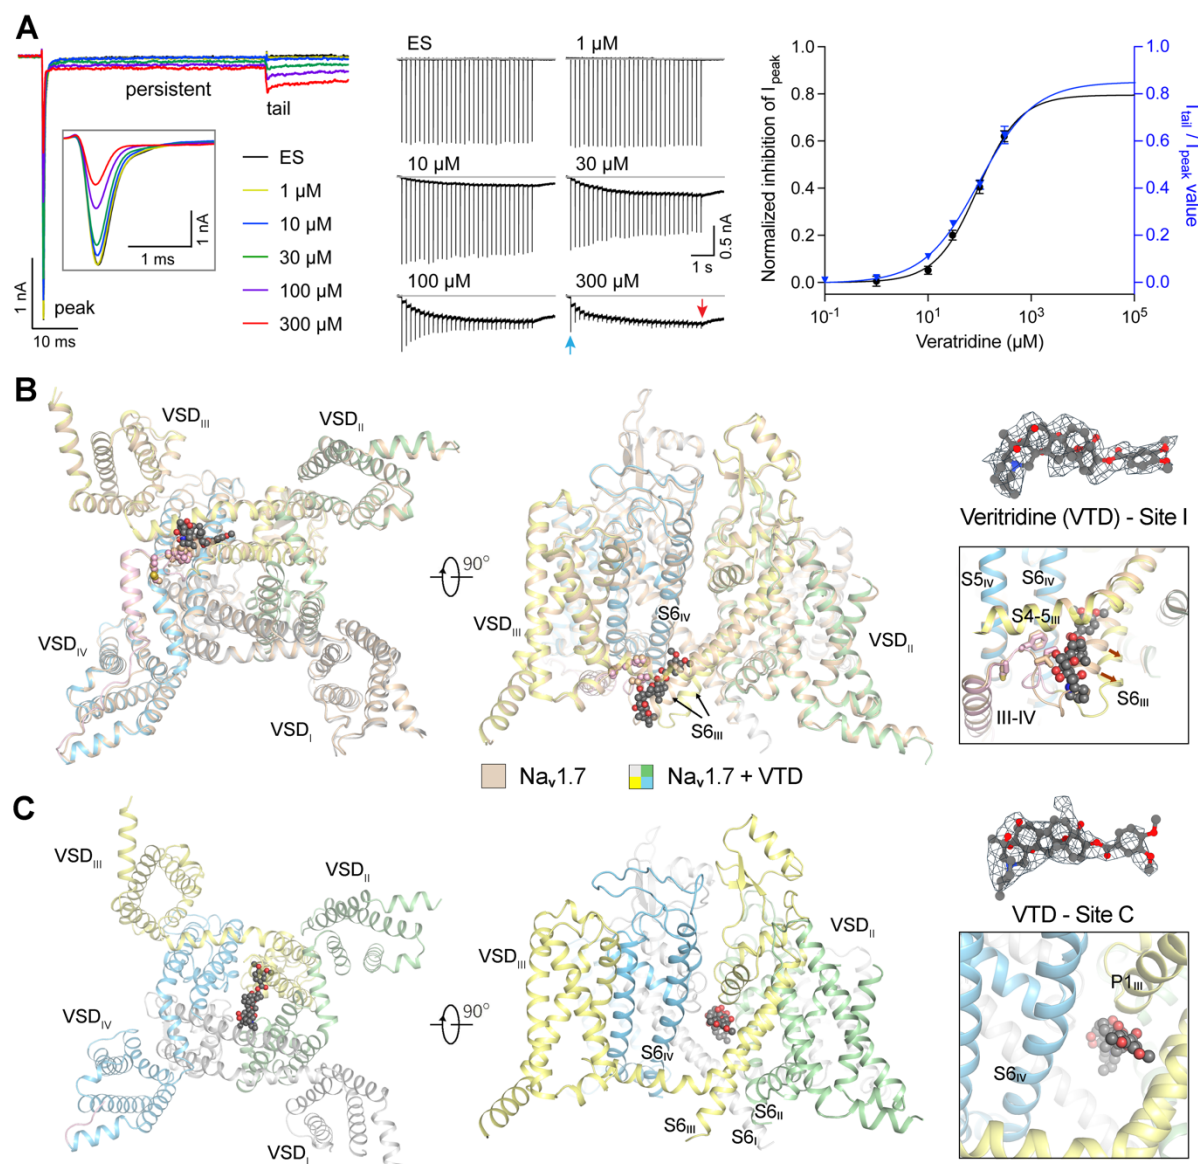 A
persistent
tail
peak
1 nA
10 ms
1 nA
1 ms
ES
1 µM
10 µM
30 µM
100 µM
300 µM
ES
1 µM
10 µM
30 µM
0.5 nA
1 s
100 µM
300 µM
Normalized inhibition of Ipeak
1.0
0.8
0.6
0.4
0.2
0.0
10-1
101
103
105
Veratridine (µM)
1.0
0.8
0.6
0.4
0.2
0.0
Itail / Ipeak value
B
VSDIII
VSDII
VSDIV
VSDI
90°
VSDIII
S6IV
VSDII
S6III
Veritridine (VTD) - Site I
S5IV
S6IV
S4-5III
S6III
III-IV
Nav1.7
Nav1.7 + VTD
C
VSDIII
VSDII
VSDIV
VSDI
90°
VSDIII
VSDII
S6IV
S6III
S6II
S6I
VTD - Site C
P1III
S6IV